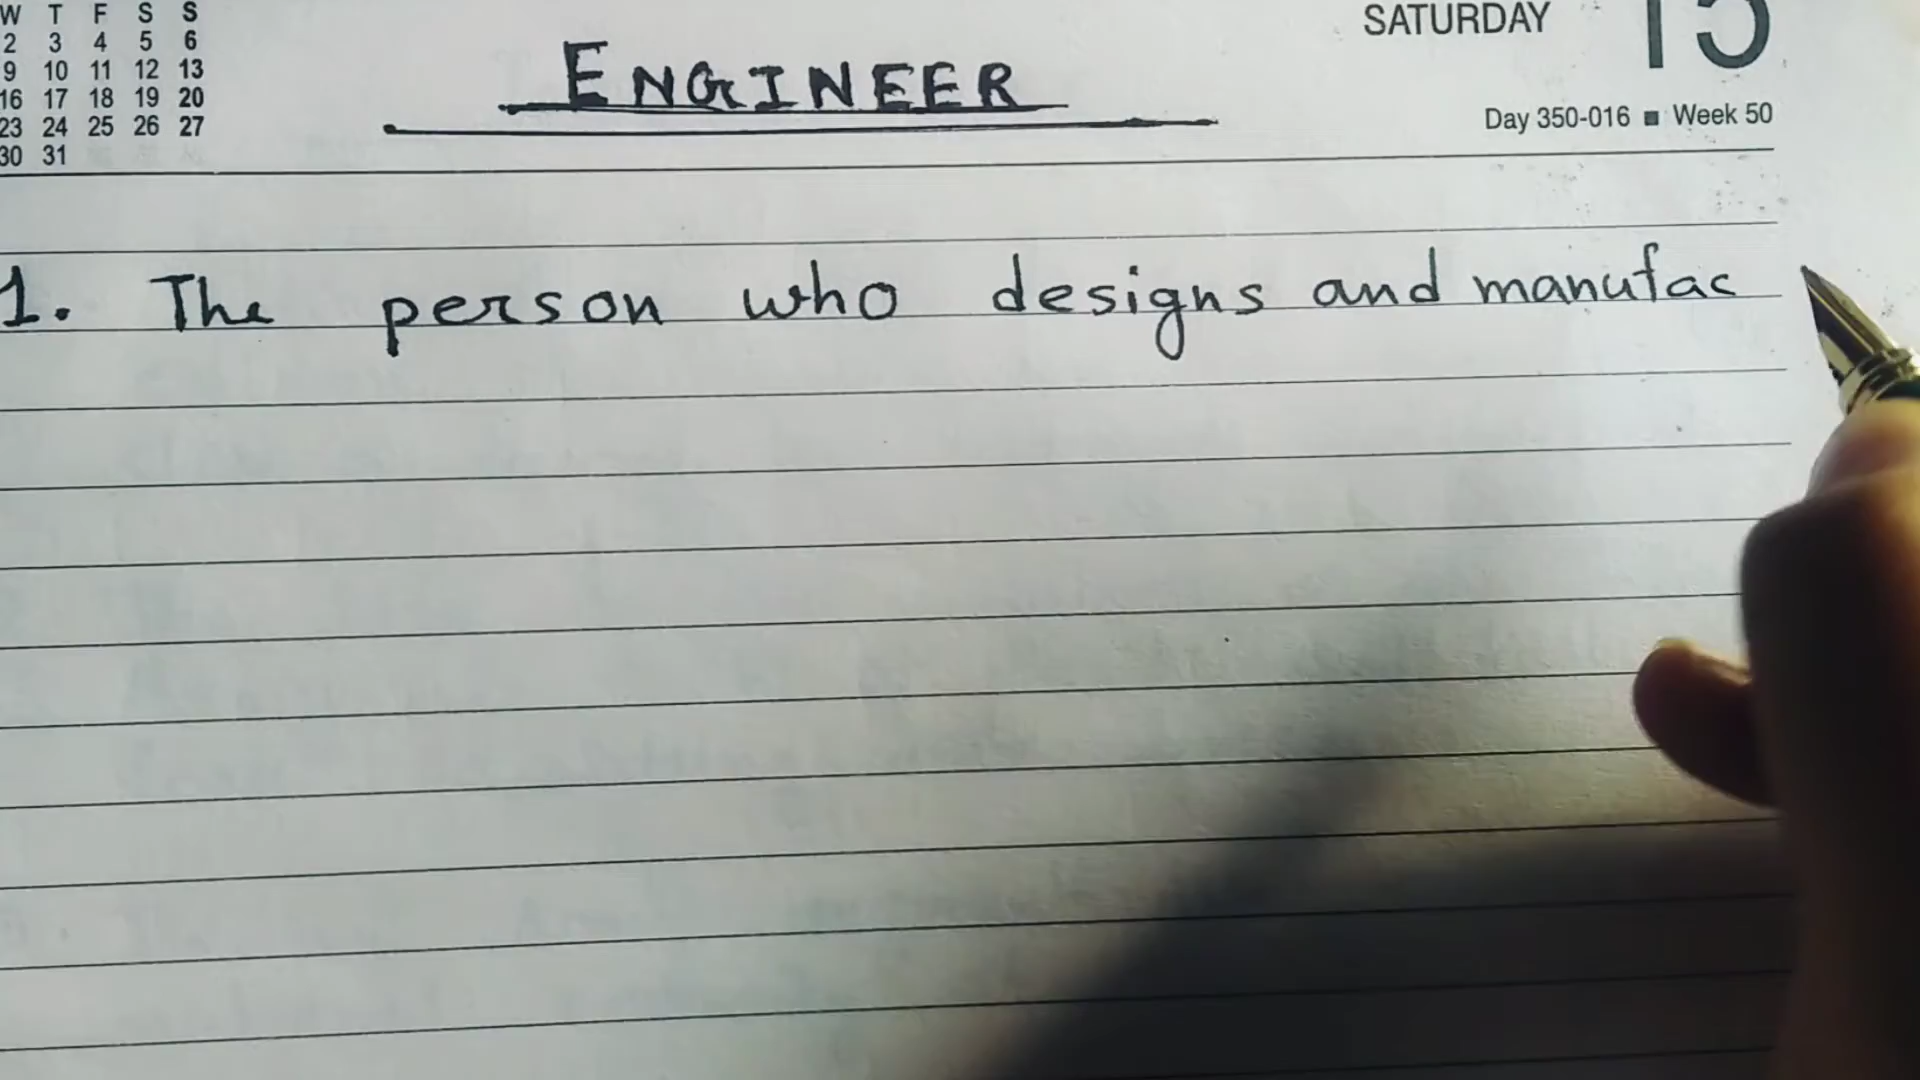 W T F S S
2 3 4 5 6
9 10 11 12 13
16 17 18 19 20
23 24 25 26 27
30 31
ENGINEER
SATURDAY 15
Day 350-016 ■ Week 50
1. The person who designs and manufac